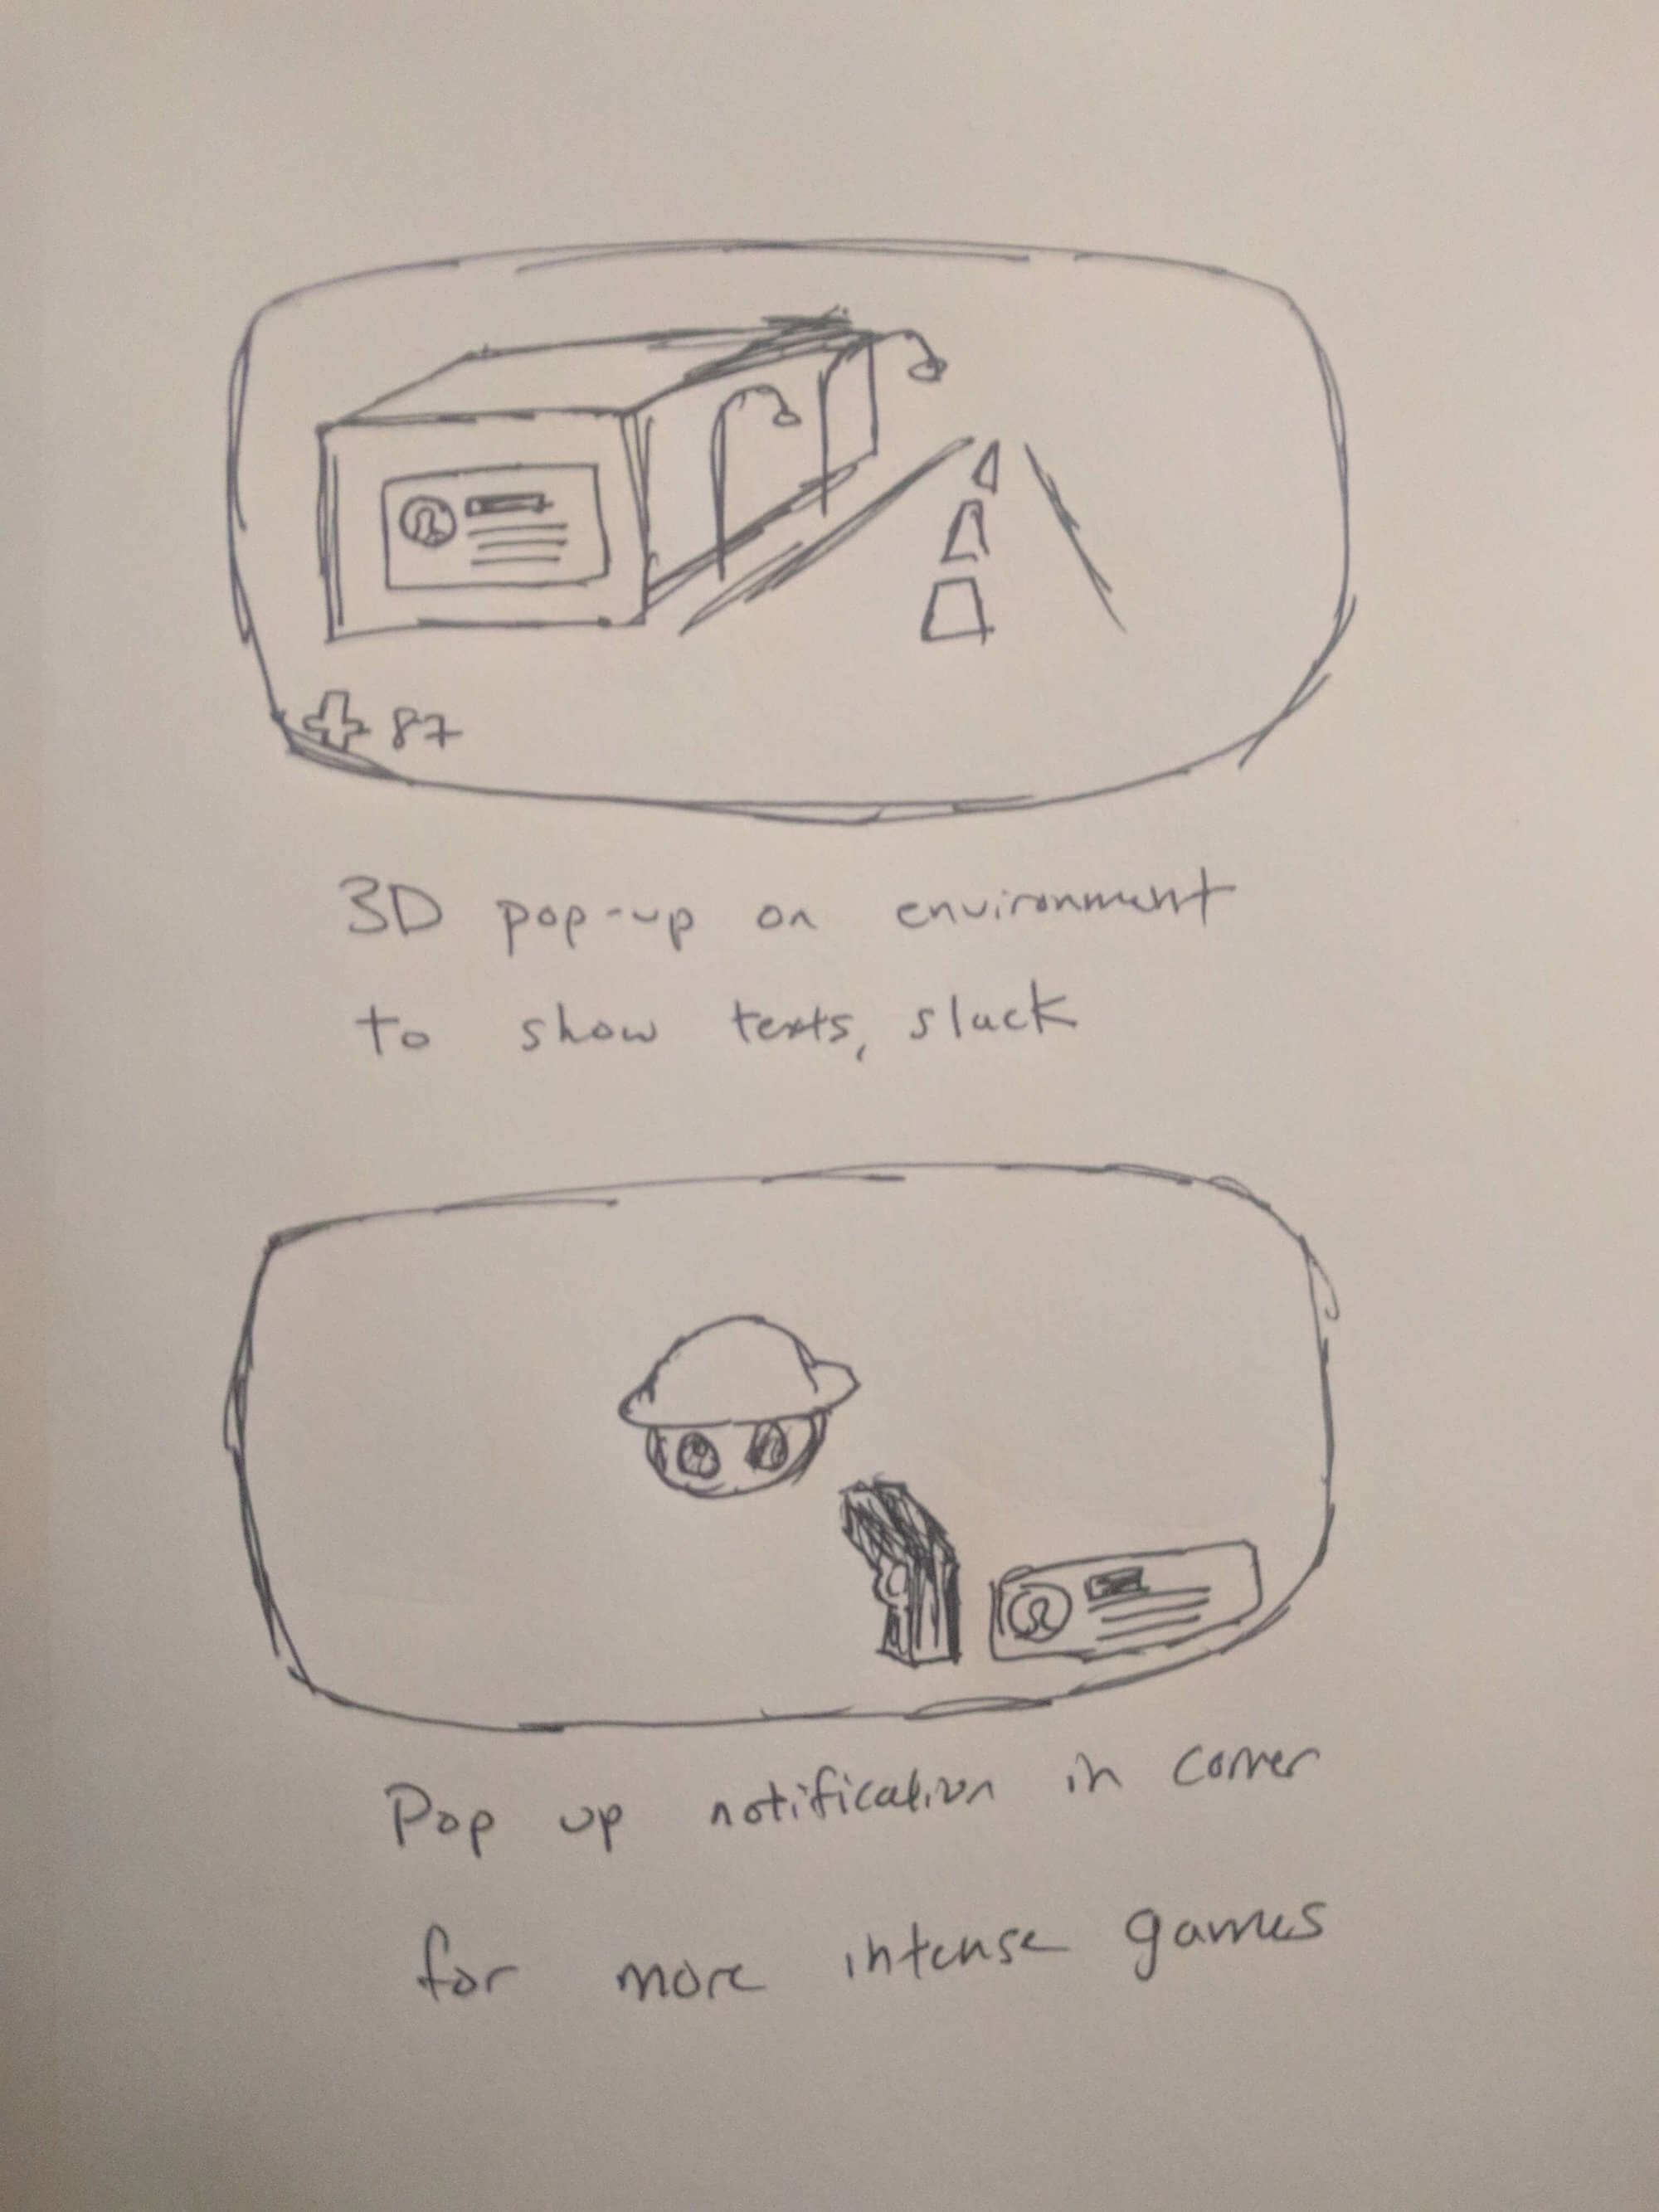 87
3D pop-up on environment
to show texts, slack
Pop up notification in corner
for more intense games